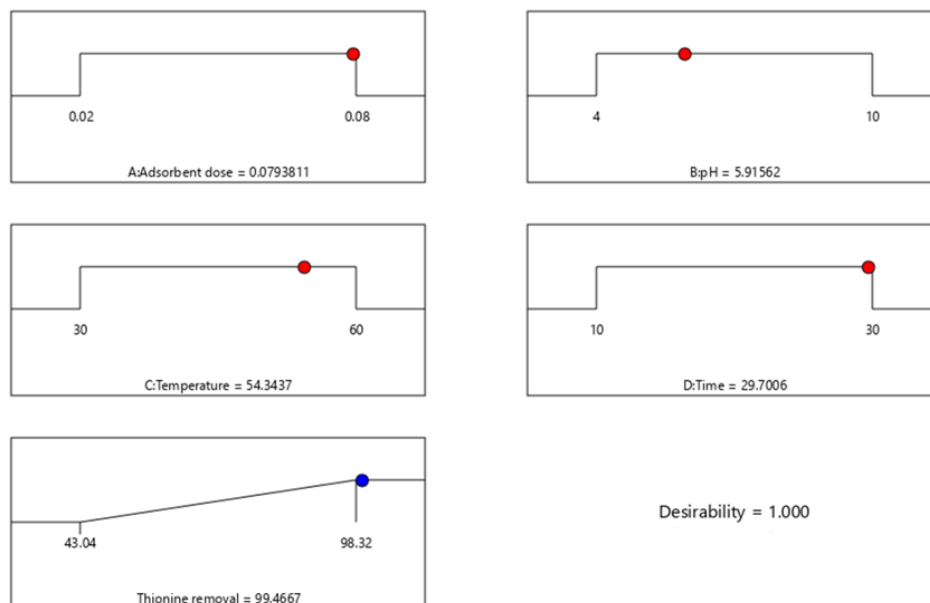 0.02 0.08
A:Adsorbent dose = 0.0793811
4 10
B:pH = 5.91562
30 60
C:Temperature = 54.3437
10 30
D:Time = 29.7006
43.04 98.32
Thionine removal = 99.4667
Desirability = 1.000